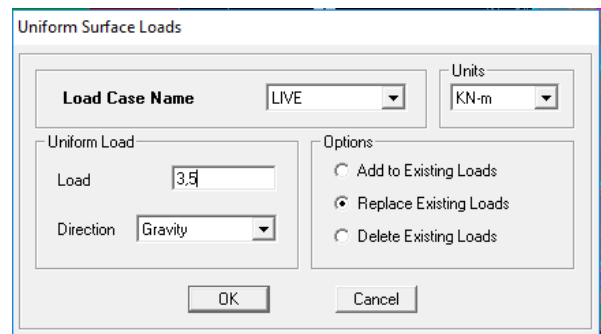 Uniform Surface Loads
Units
Load Case Name LIVE KN-m
Uniform Load Options
Load 3,5 Add to Existing Loads
Replace Existing Loads
Direction Gravity Delete Existing Loads
OK Cancel